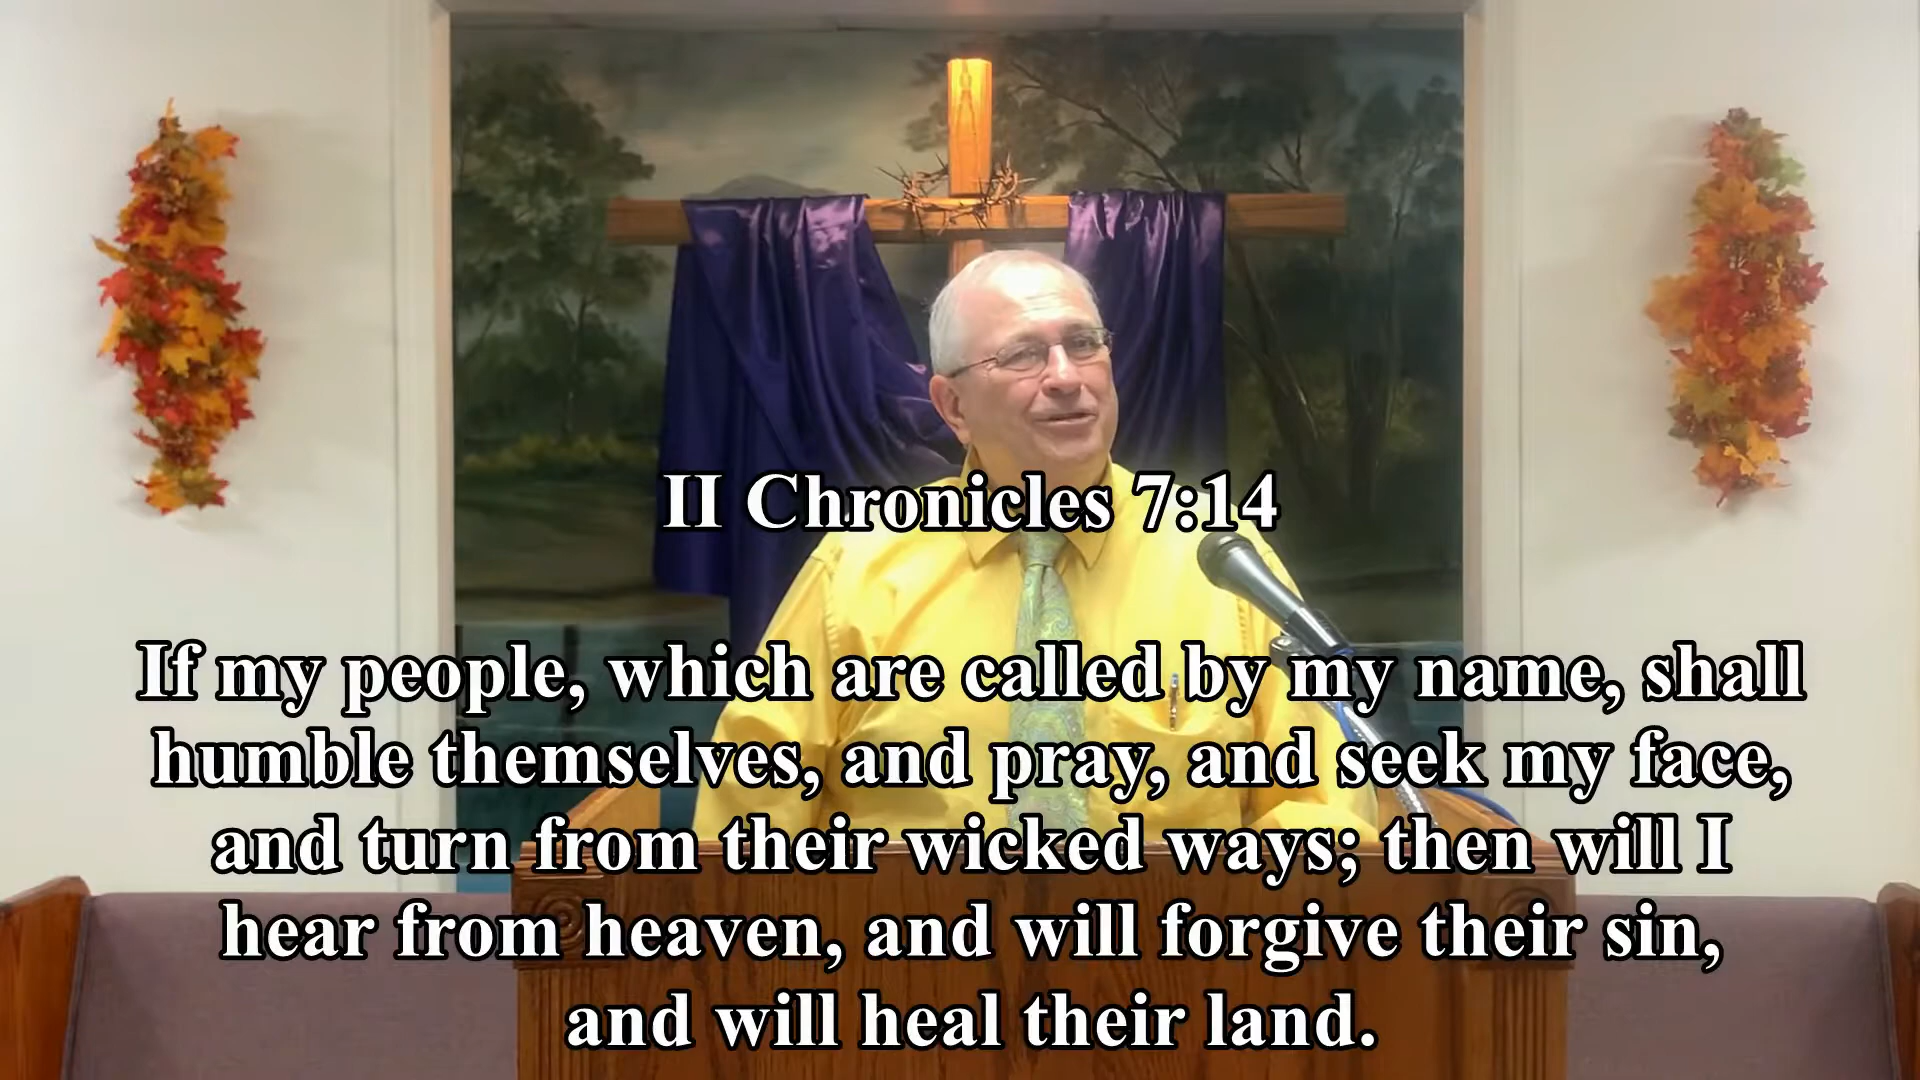 II Chronicles 7:14
If my people, which are called by my name, shall
humble themselves, and pray, and seek my face,
and turn from their wicked ways; then will I
hear from heaven, and will forgive their sin,
and will heal their land.